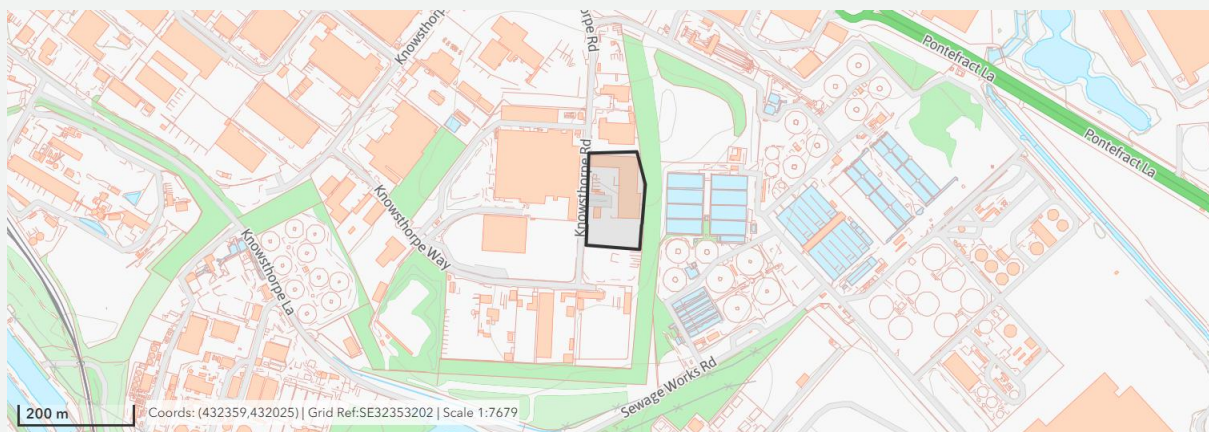 Knowsthorpe
rpe Rd
Pontefract La
Pontefract La
Knowsthorpe Rd
Knowsthorpe Way
Knowsthorpe La
Sewage Works Rd
200 m
Coords: (432359,432025) | Grid Ref:SE32353202 | Scale 1:7679